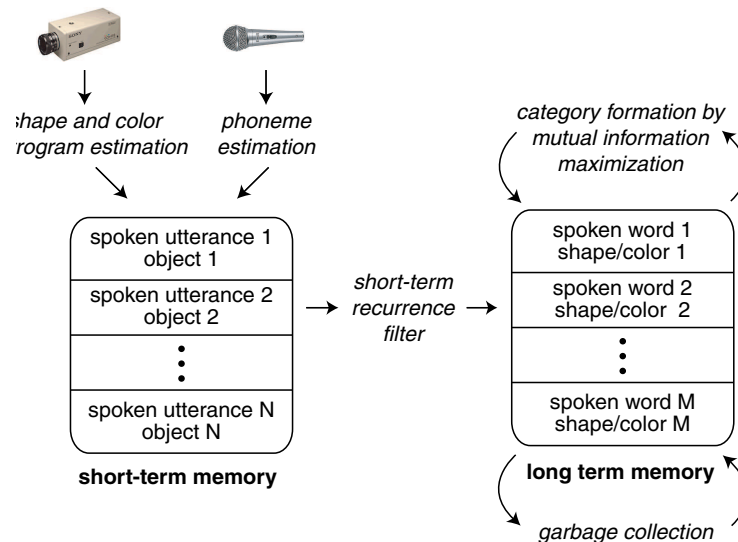 shape and color
rogram estimation
phoneme
estimation
spoken utterance 1
object 1
spoken utterance 2
object 2
spoken utterance N
object N
short-term memory
short-term
recurrence
filter
category formation by
mutual information
maximization
spoken word 1
shape/color 1
spoken word 2
shape/color 2
spoken word M
shape/color M
long term memory
garbage collection